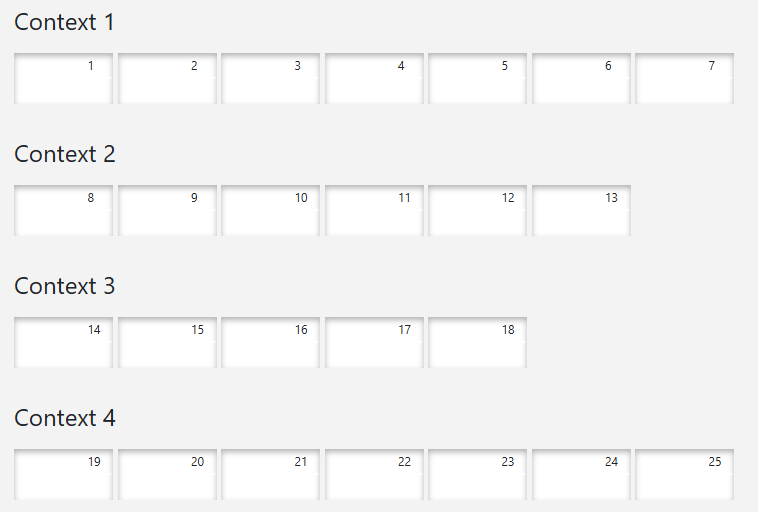 Context 1
1 2 3 4 5 6 7
Context 2
8 9 10 11 12 13
Context 3
14 15 16 17 18
Context 4
19 20 21 22 23 24 25